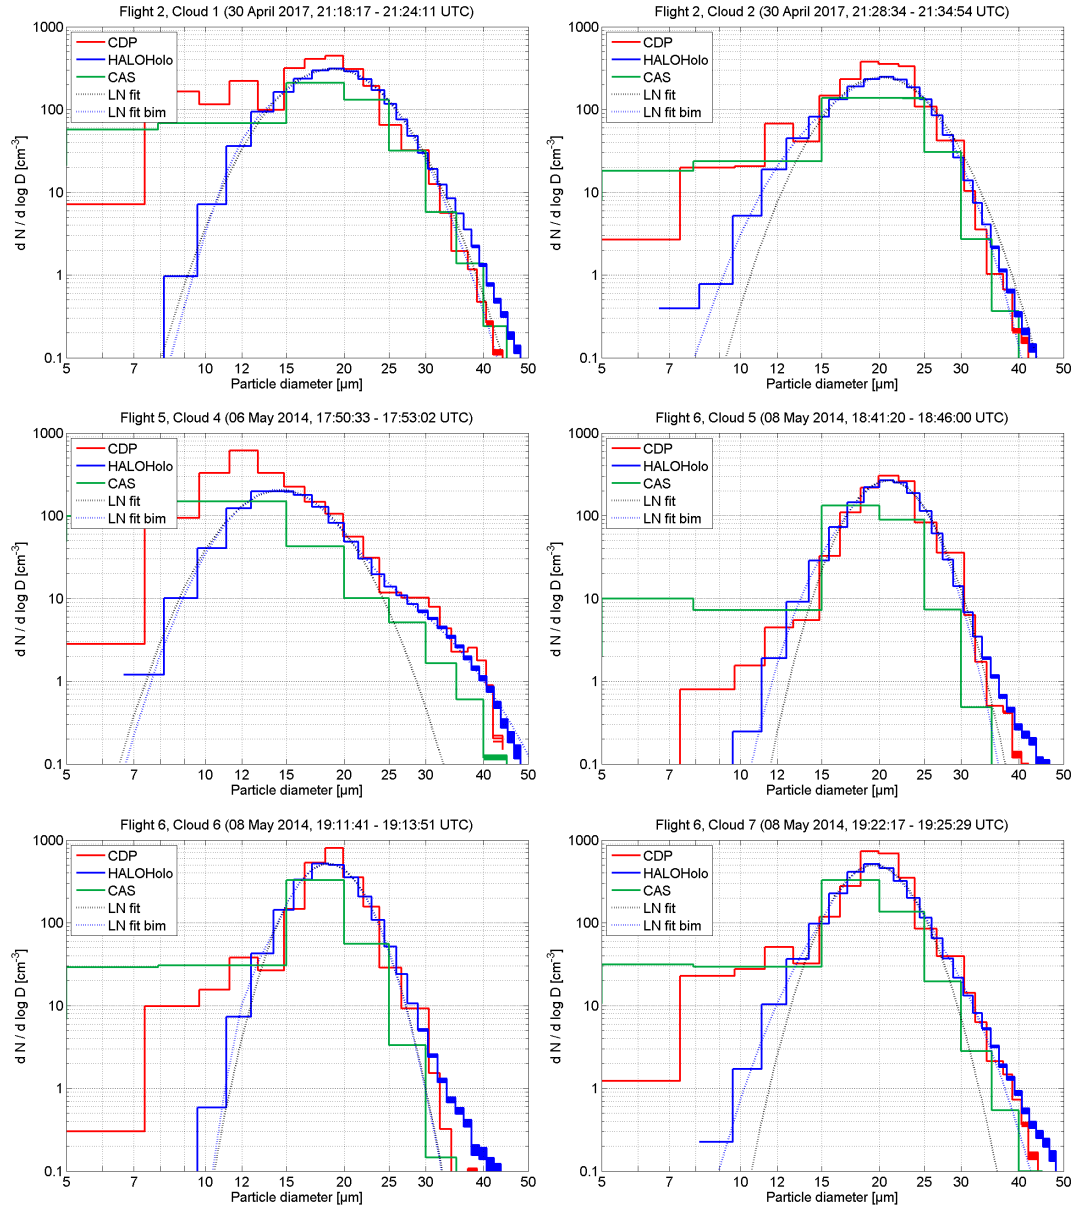 Flight 2, Cloud 1 (30 April 2017, 21:18:17 - 21:24:11 UTC)
CDP
HALOHolo
CAS
LN fit
LN fit bim
d N / d log D [cm-3]
1000
100
10
1
0.1
5 7 10 12 15 20 25 30 40 50
Particle diameter [µm]
Flight 2, Cloud 2 (30 April 2017, 21:28:34 - 21:34:54 UTC)
CDP
HALOHolo
CAS
LN fit
LN fit bim
d N / d log D [cm-3]
1000
100
10
1
0.1
5 7 10 12 15 20 25 30 40 50
Particle diameter [µm]
Flight 5, Cloud 4 (06 May 2014, 17:50:33 - 17:53:02 UTC)
CDP
HALOHolo
CAS
LN fit
LN fit bim
d N / d log D [cm-3]
1000
100
10
1
0.1
5 7 10 12 15 20 25 30 40 50
Particle diameter [µm]
Flight 6, Cloud 5 (08 May 2014, 18:41:20 - 18:46:00 UTC)
CDP
HALOHolo
CAS
LN fit
LN fit bim
d N / d log D [cm-3]
1000
100
10
1
0.1
5 7 10 12 15 20 25 30 40 50
Particle diameter [µm]
Flight 6, Cloud 6 (08 May 2014, 19:11:41 - 19:13:51 UTC)
CDP
HALOHolo
CAS
LN fit
LN fit bim
d N / d log D [cm-3]
1000
100
10
1
0.1
5 7 10 12 15 20 25 30 40 50
Particle diameter [µm]
Flight 6, Cloud 7 (08 May 2014, 19:22:17 - 19:25:29 UTC)
CDP
HALOHolo
CAS
LN fit
LN fit bim
d N / d log D [cm-3]
1000
100
10
1
0.1
5 7 10 12 15 20 25 30 40 50
Particle diameter [µm]